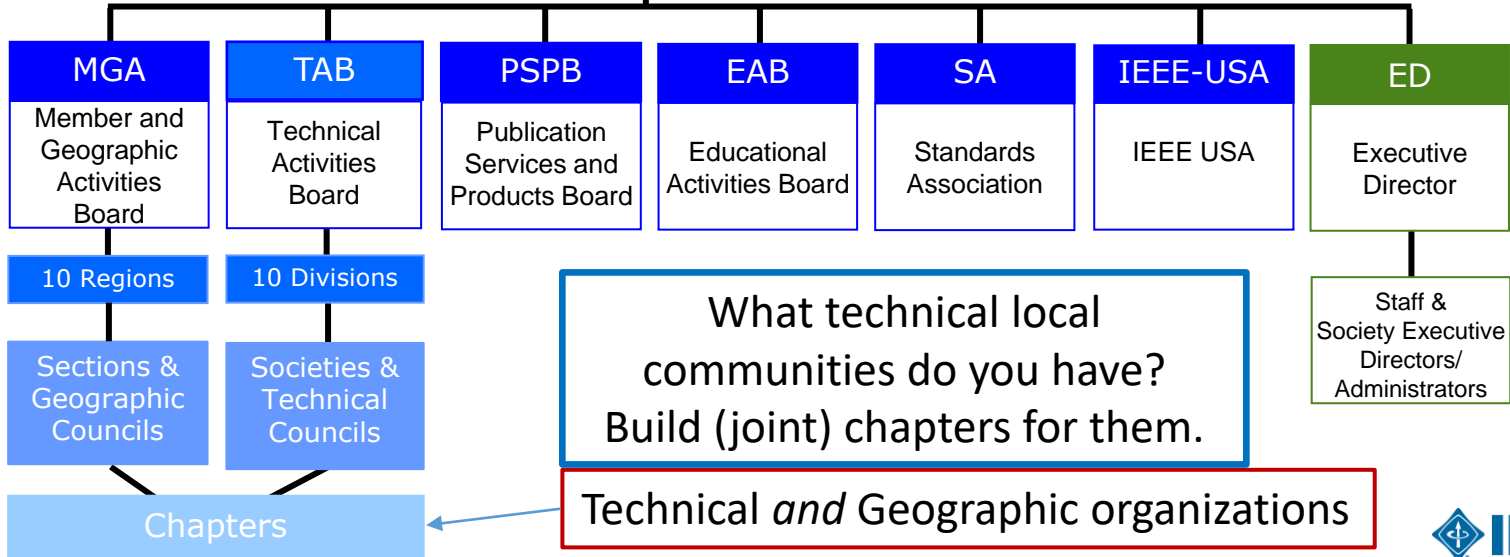 MGA
Member and
Geographic
Activities
Board
TAB
Technical
Activities
Board
PSPB
Publication
Services and
Products Board
EAB
Educational
Activities Board
SA
Standards
Association
IEEE-USA
IEEE USA
ED
Executive
Director
10 Regions
10 Divisions
Sections &
Geographic
Councils
Societies &
Technical
Councils
Staff &
Society Executive
Directors/
Administrators
What technical local
communities do you have?
Build (joint) chapters for them.
Chapters
Technical and Geographic organizations